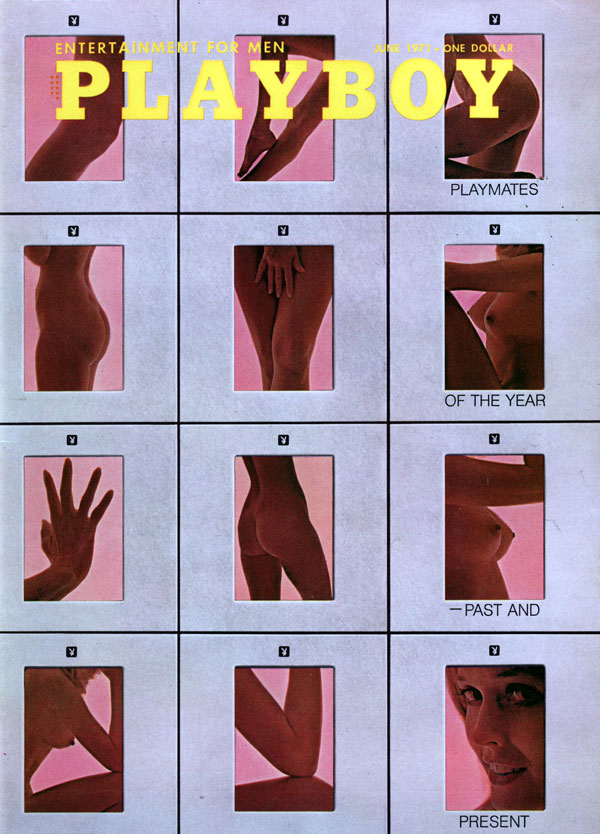 ENTERTAINMENT FOR MEN
JUNE 1971 • ONE DOLLAR
PLAYBOY
PLAYMATES
OF THE YEAR
—PAST AND
PRESENT